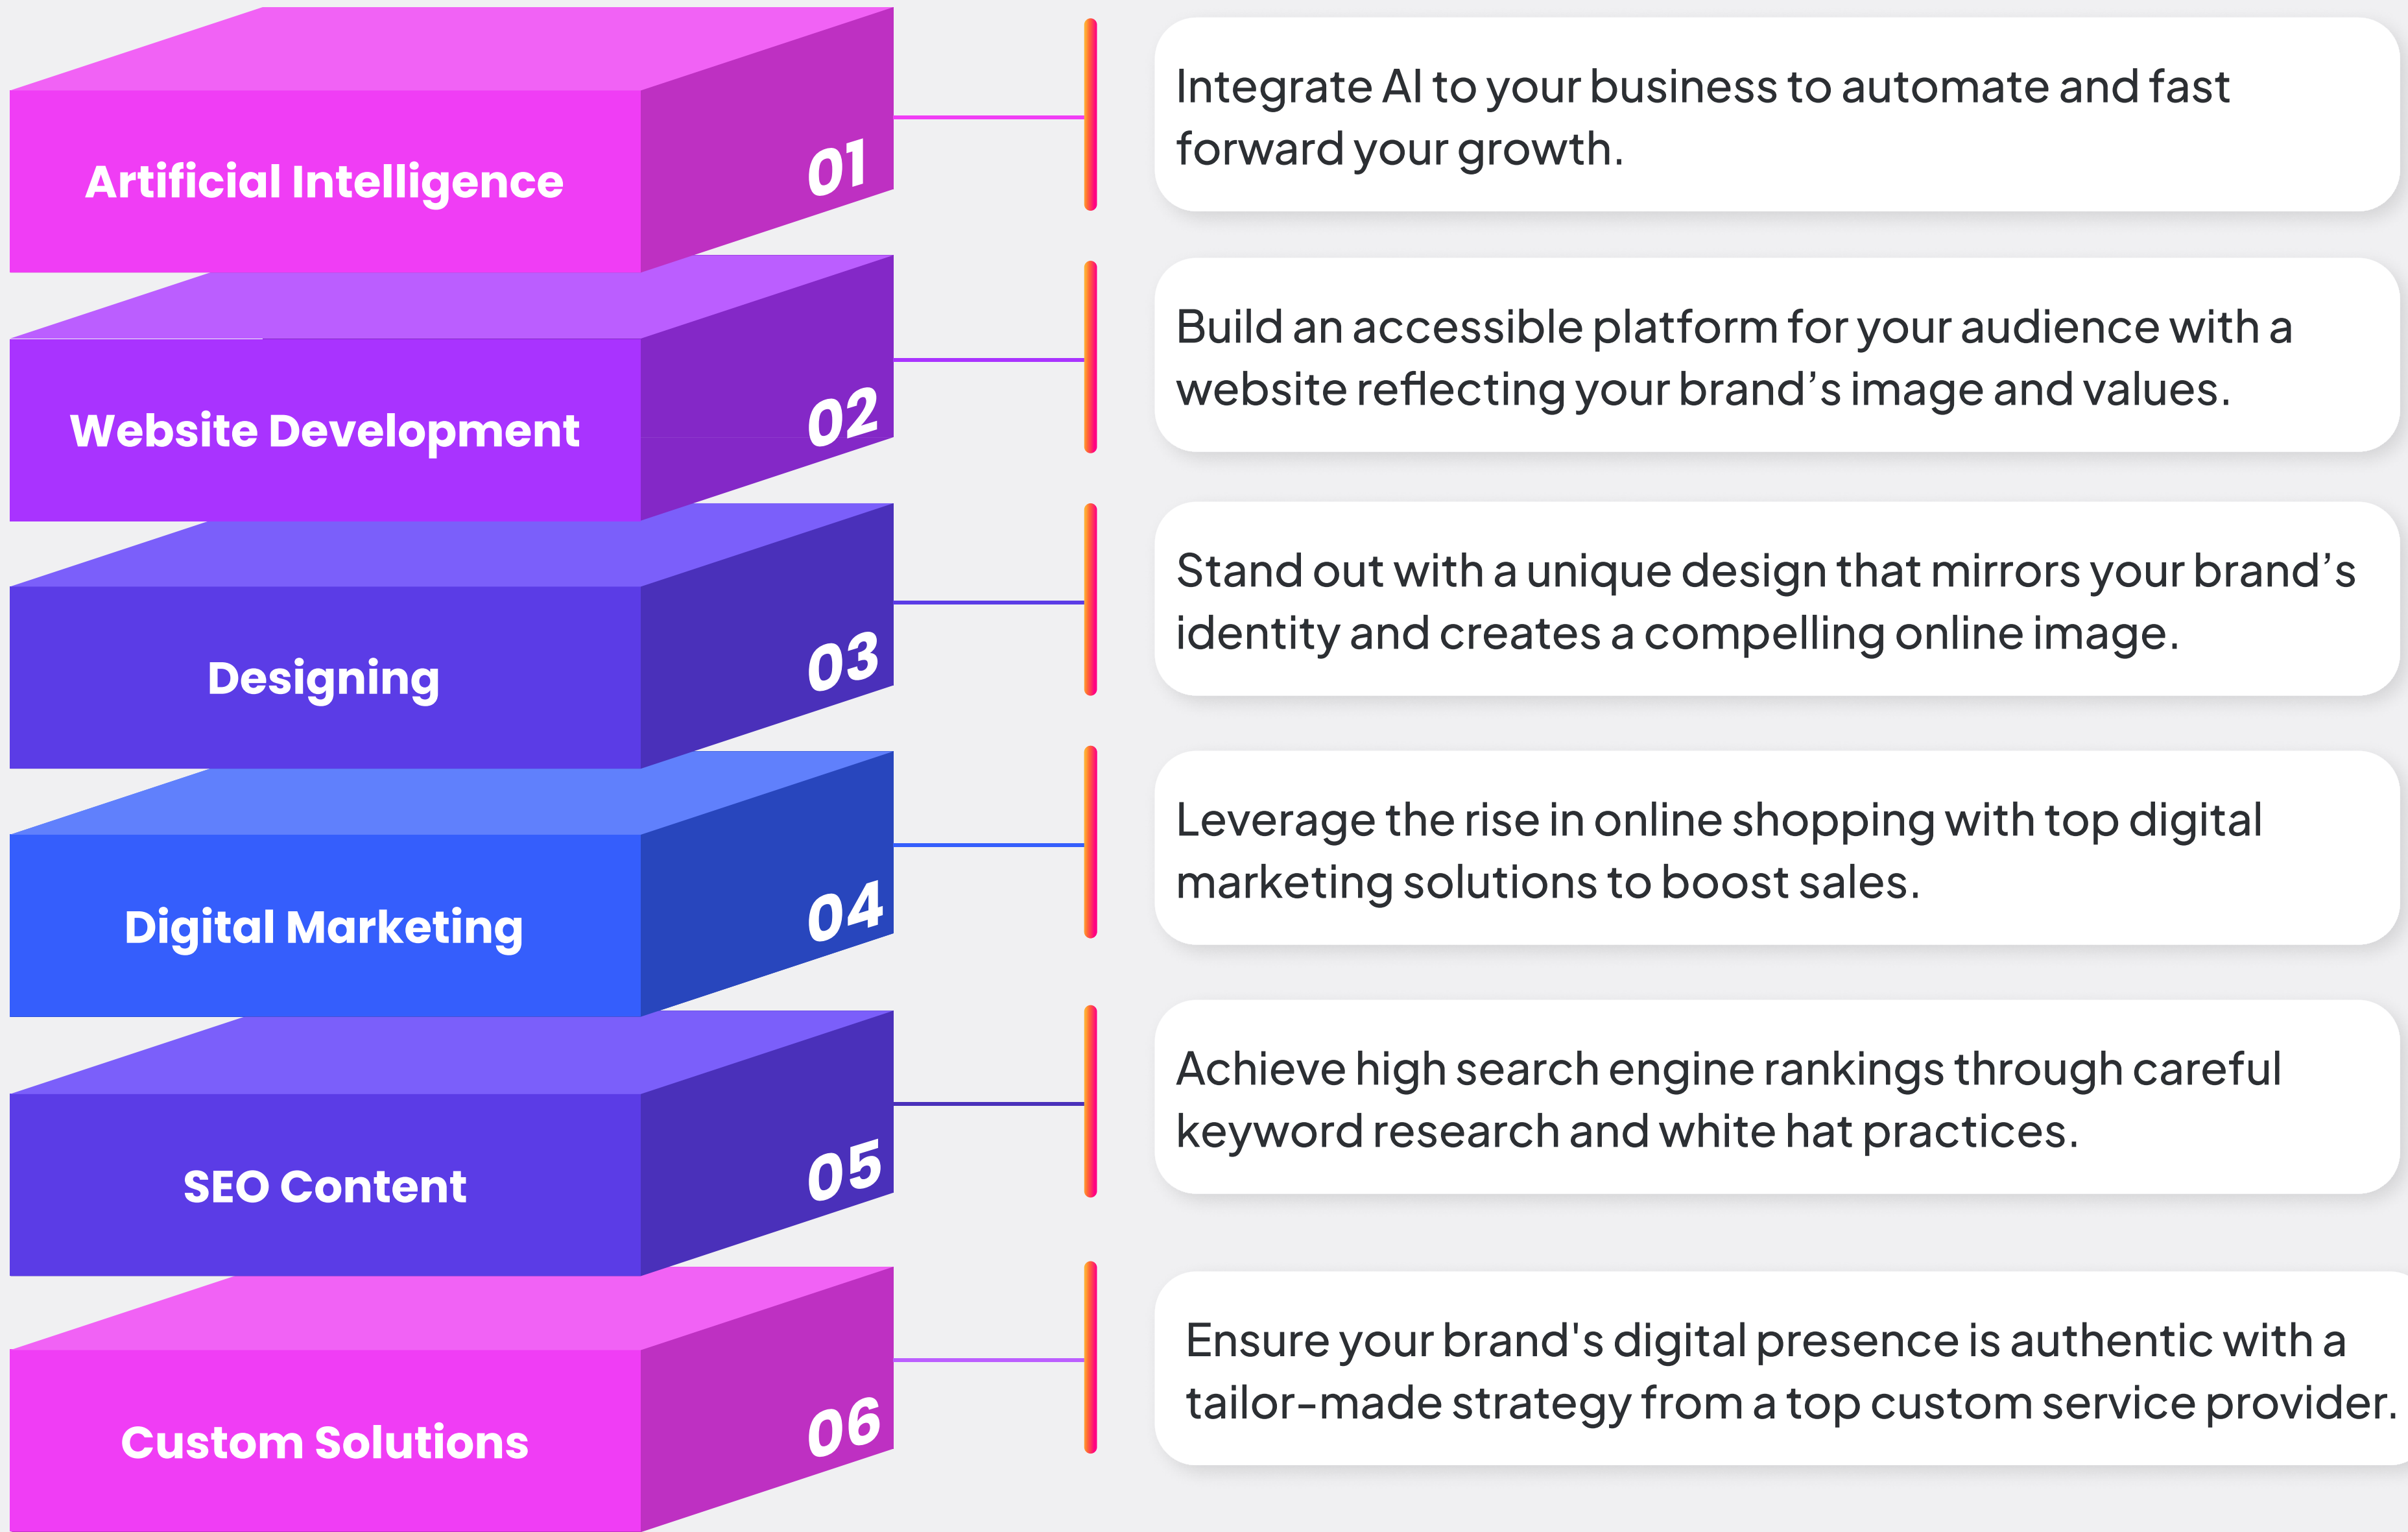 Artificial Intelligence
01
Integrate AI to your business to automate and fast
forward your growth.
Website Development
02
Build an accessible platform for your audience with a
website reflecting your brand’s image and values.
Designing
03
Stand out with a unique design that mirrors your brand’s
identity and creates a compelling online image.
Digital Marketing
04
Leverage the rise in online shopping with top digital
marketing solutions to boost sales.
SEO Content
05
Achieve high search engine rankings through careful
keyword research and white hat practices.
Custom Solutions
06
Ensure your brand's digital presence is authentic with a
tailor-made strategy from a top custom service provider.